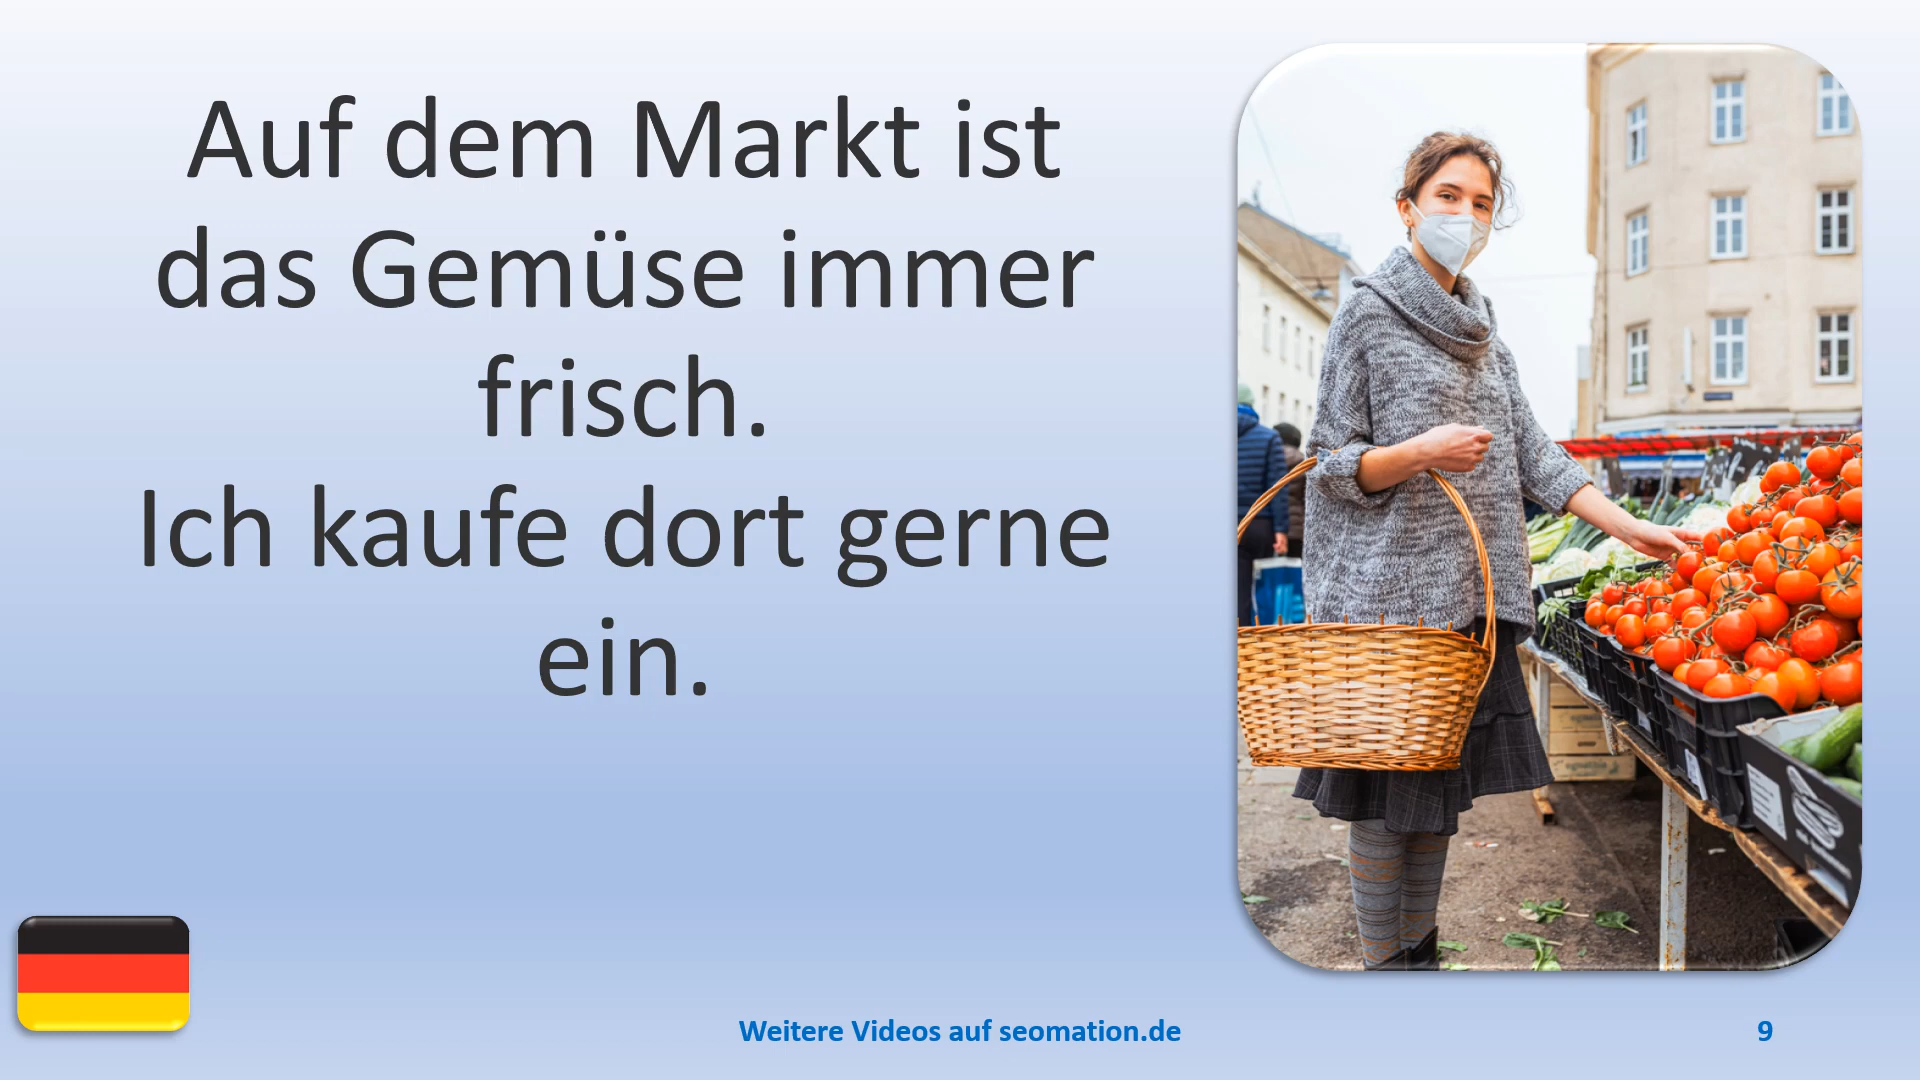 Auf dem Markt ist
das Gemüse immer
frisch.
Ich kaufe dort gerne
ein.
Weitere Videos auf seomation.de
9